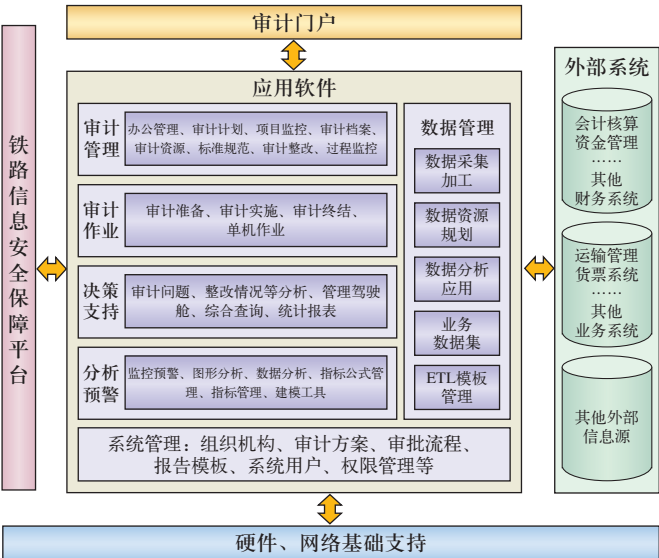 审计门户
铁路信息安全保障平台
应用软件
审计
管理
办公管理、审计计划、项目监控、审计档案、
审计资源、标准规范、审计整改、过程监控
审计
作业
审计准备、审计实施、审计终结、
单机作业
决策
支持
审计问题、整改情况等分析、管理驾驶
舱、综合查询、统计报表
分析
预警
监控预警、图形分析、数据分析、指标公式管
理、指标管理、建模工具
数据管理
数据采集
加工
数据资源
规划
数据分析
应用
业务
数据集
ETL模板
管理
系统管理：组织机构、审计方案、审批流程、
报告模板、系统用户、权限管理等
外部系统
会计核算
资金管理
……
其他
财务系统
运输管理
货票系统
……
其他
业务系统
其他外部
信息源
硬件、网络基础支持